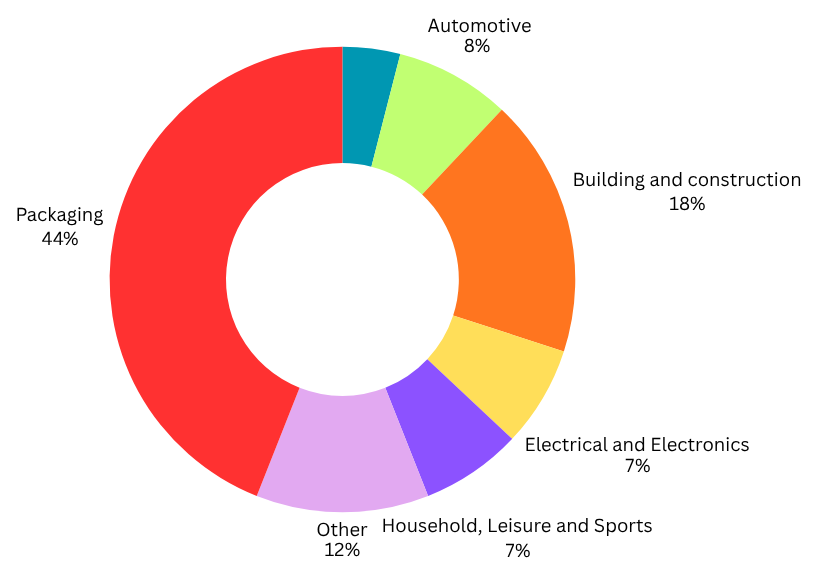 Automotive
8%
Building and construction
18%
Packaging
44%
Electrical and Electronics
7%
Household, Leisure and Sports
7%
Other
12%